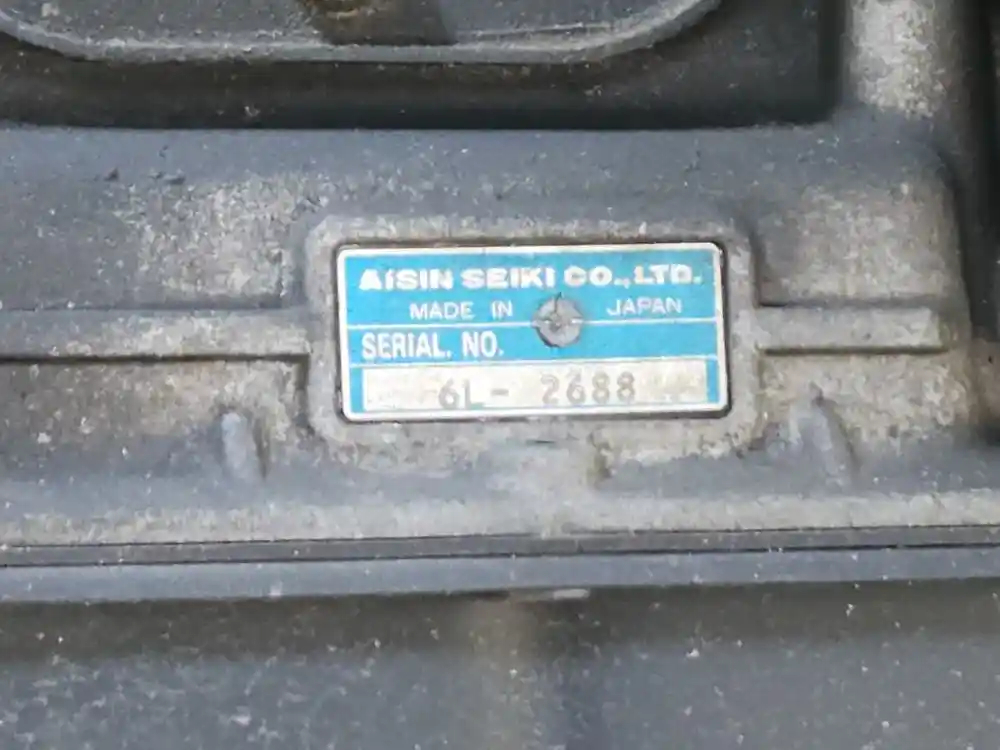 AISIN SEIKI CO., LTD.
MADE IN JAPAN
SERIAL. NO.
6L- 2688